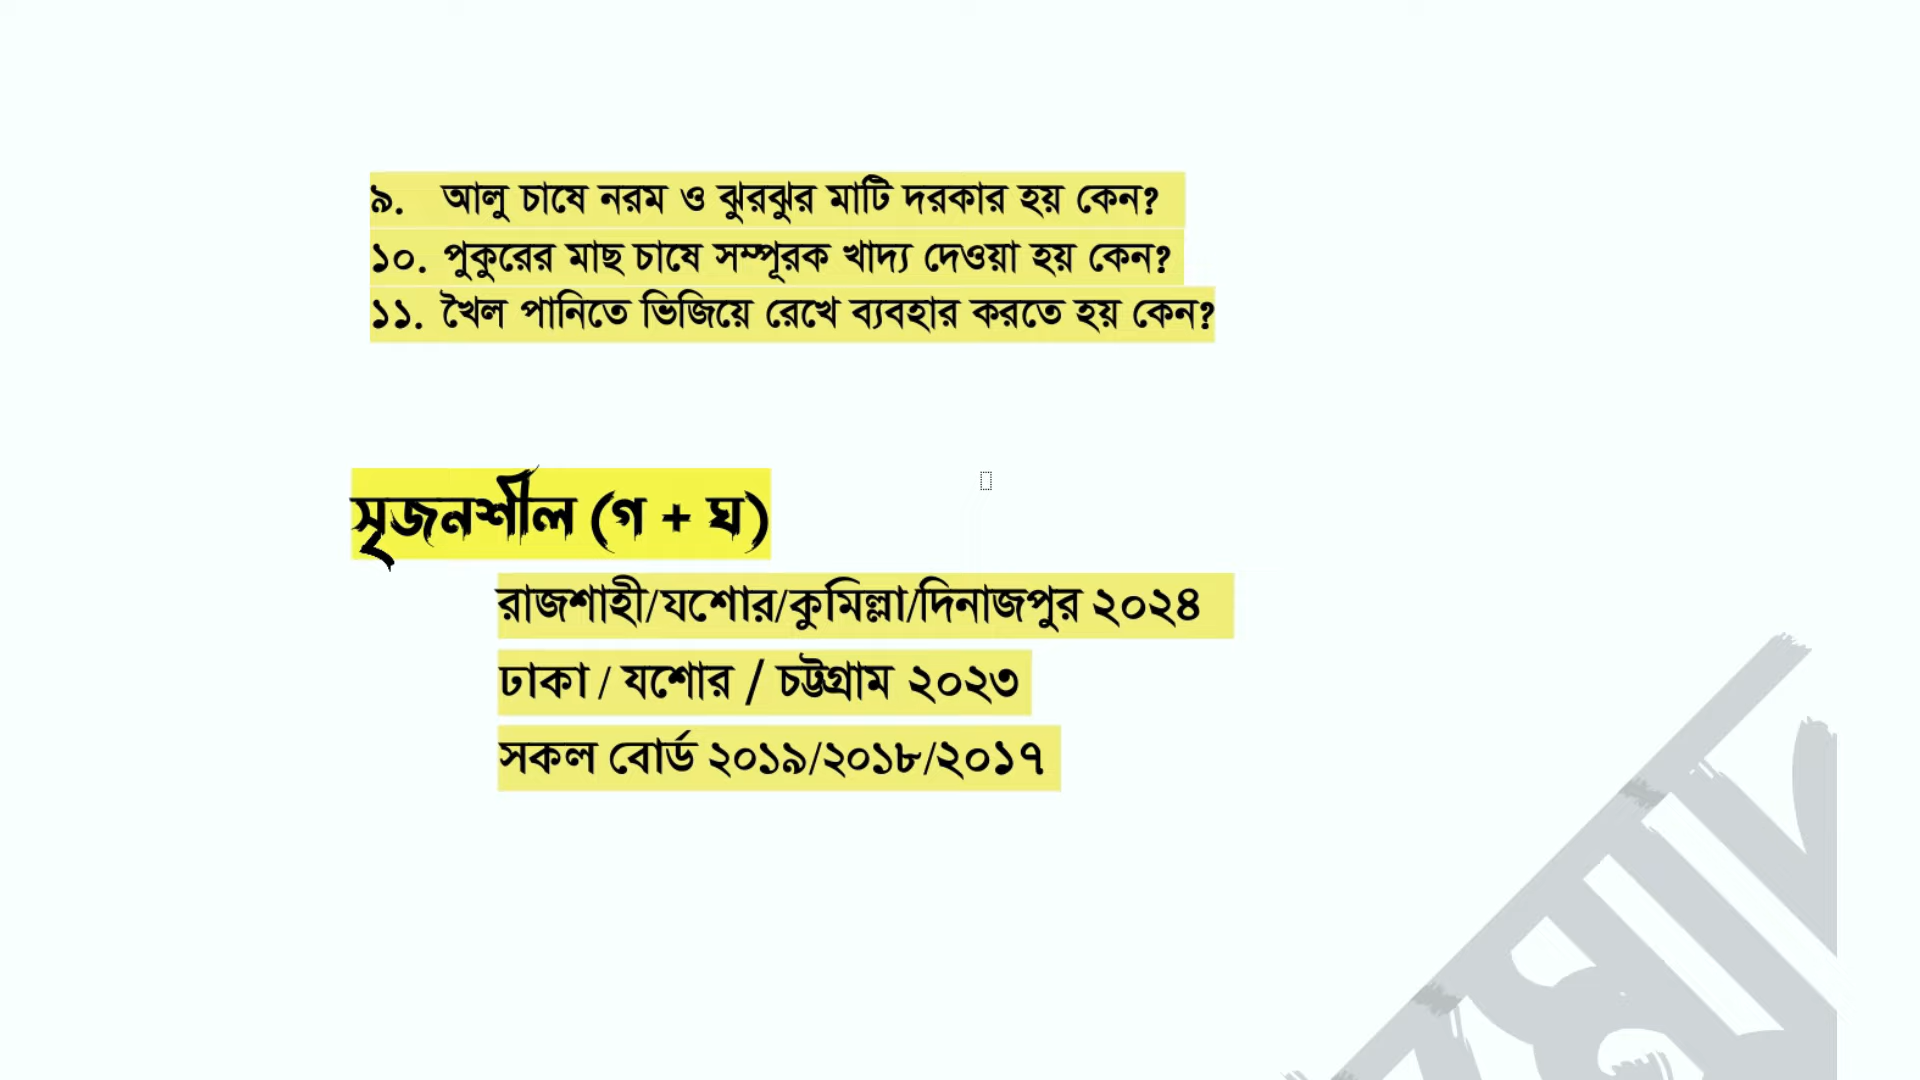 ৯. আলু চাষে নরম ও ঝুরঝুর মাটি দরকার হয় কেন?
১০. পুকুরের মাছ চাষে সম্পূরক খাদ্য দেওয়া হয় কেন?
১১. খৈল পানিতে ভিজিয়ে রেখে ব্যবহার করতে হয় কেন?
সৃজনশীল (গ + ঘ)
রাজশাহী/যশোর/কুমিল্লা/দিনাজপুর ২০২৪
ঢাকা / যশোর / চট্টগ্রাম ২০২৩
সকল বোর্ড ২০১৯/২০১৮/২০১৭